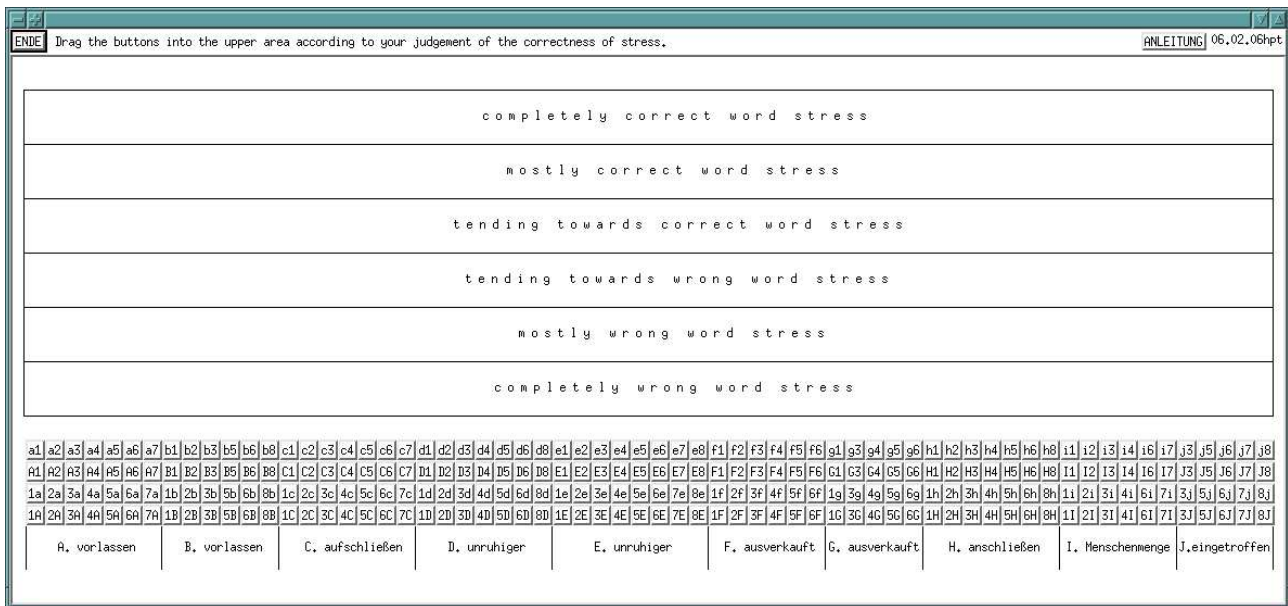 ENDE Drag the buttons into the upper area according to your judgement of the correctness of stress. ANLEITUNG 06.02.06hpt
completely correct word stress
mostly correct word stress
tending towards correct word stress
tending towards wrong word stress
mostly wrong word stress
completely wrong word stress
a1 a2 a3 a4 a5 a6 a7 b1 b2 b3 b5 b6 b8 c1 c2 c3 c4 c5 c6 c7 d1 d2 d3 d4 d5 d6 d8 e1 e2 e3 e4 e5 e6 e7 e8 f1 f2 f3 f4 f5 f6 g1 g3 g4 g5 g6 h1 h2 h3 h4 h5 h6 h8 i1 i2 i3 i4 i6 i7 j3 j5 j6 j7 j8
A1 A2 A3 A4 A5 A6 A7 B1 B2 B3 B5 B6 B8 C1 C2 C3 C4 C5 C6 C7 D1 D2 D3 D4 D5 D6 D8 E1 E2 E3 E4 E5 E6 E7 E8 F1 F2 F3 F4 F5 F6 G1 G3 G4 G5 G6 H1 H2 H3 H4 H5 H6 H8 I1 I2 I3 I4 I6 I7 J3 J5 J6 J7 J8
1a 2a 3a 4a 5a 6a 7a 1b 2b 3b 5b 6b 8b 1c 2c 3c 4c 5c 6c 7c 1d 2d 3d 4d 5d 6d 8d 1e 2e 3e 4e 5e 6e 7e 8e 1f 2f 3f 4f 5f 6f 1g 3g 4g 5g 6g 1h 2h 3h 4h 5h 6h 8h 1i 2i 3i 4i 6i 7i 3j 5j 6j 7j 8j
1A 2A 3A 4A 5A 6A 7A 1B 2B 3B 5B 6B 8B 1C 2C 3C 4C 5C 6C 7C 1D 2D 3D 4D 5D 6D 8D 1E 2E 3E 4E 5E 6E 7E 8E 1F 2F 3F 4F 5F 6F 1G 3G 4G 5G 6G 1H 2H 3H 4H 5H 6H 8H 1I 2I 3I 4I 6I 7I 3J 5J 6J 7J 8J
A. vorlassen B. vorlassen C. aufschließen D. unruhiger E. unruhiger F. ausverkauft G. ausverkauft H. anschließen I. Menschenmenge J.eingetroffen